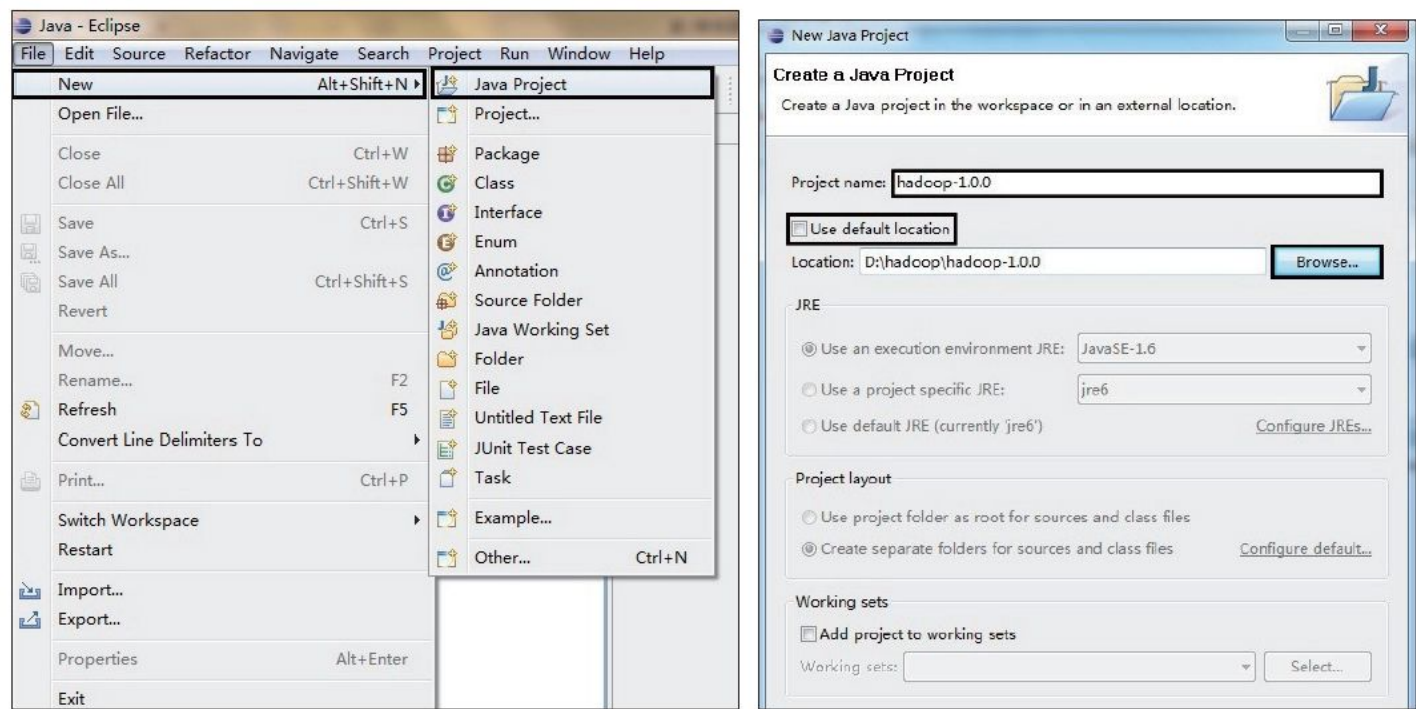 Java - Eclipse
File Edit Source Refactor Navigate Search Project Run Window Help
New Alt+Shift+N
Open File...
Close Ctrl+W
Close All Ctrl+Shift+W
Save Ctrl+S
Save As...
Save All Ctrl+Shift+S
Revert
Move...
Rename... F2
Refresh F5
Convert Line Delimiters To
Print... Ctrl+P
Switch Workspace
Restart
Import...
Export...
Properties Alt+Enter
Exit
Java Project
Project...
Package
Class
Interface
Enum
Annotation
Source Folder
Java Working Set
Folder
File
Untitled Text File
JUnit Test Case
Task
Example...
Other... Ctrl+N
New Java Project
Create a Java Project
Create a Java project in the workspace or in an external location.
Project name: hadoop-1.0.0
Use default location
Location: D:\hadoop\hadoop-1.0.0 Browse...
JRE
Use an execution environment JRE: JavaSE-1.6
Use a project specific JRE: jre6
Use default JRE (currently 'jre6') Configure JREs...
Project layout
Use project folder as root for sources and class files
Create separate folders for sources and class files Configure default...
Working sets
Add project to working sets
Working sets: Select...